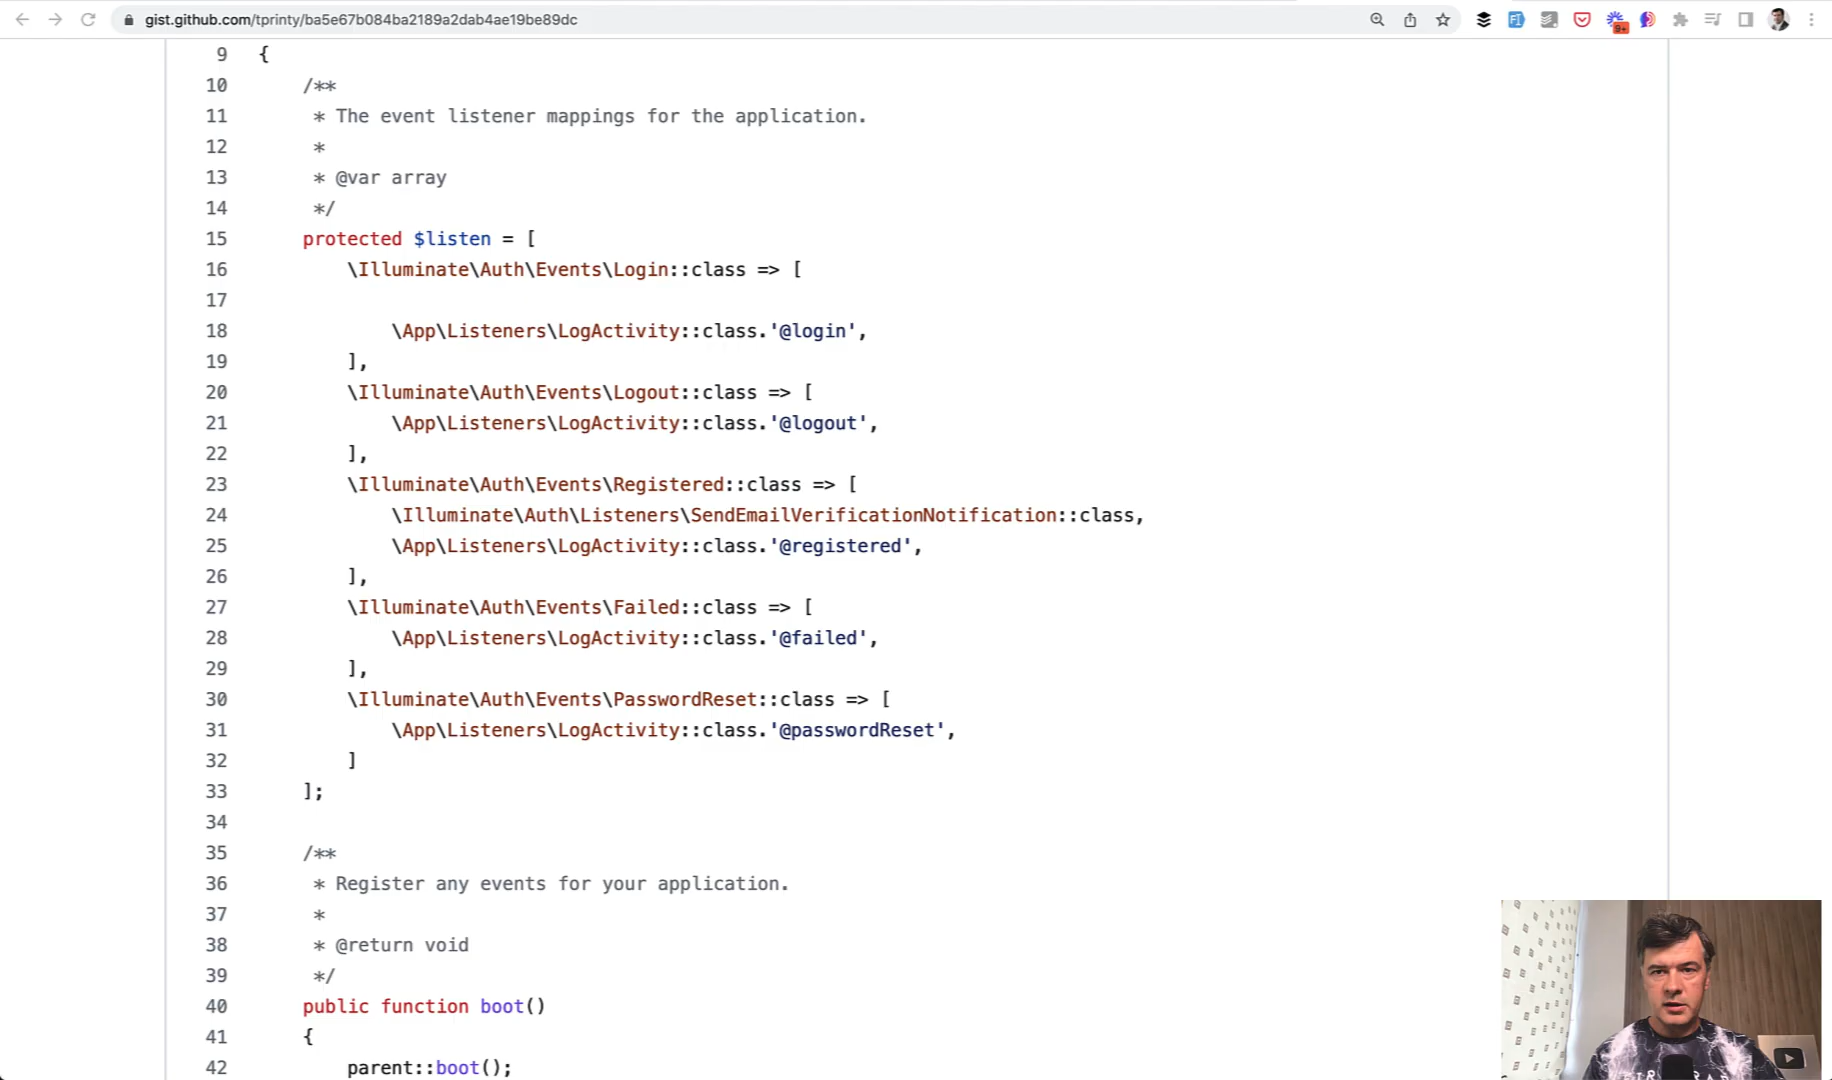 gist.github.com/tprinty/ba5e67b084ba2189a2dab4ae19be89dc
9+
9 {
10 /**
11 * The event listener mappings for the application.
12 *
13 * @var array
14 */
15 protected $listen = [
16 \Illuminate\Auth\Events\Login::class => [
17
18 \App\Listeners\LogActivity::class.'@login',
19 ],
20 \Illuminate\Auth\Events\Logout::class => [
21 \App\Listeners\LogActivity::class.'@logout',
22 ],
23 \Illuminate\Auth\Events\Registered::class => [
24 \Illuminate\Auth\Listeners\SendEmailVerificationNotification::class,
25 \App\Listeners\LogActivity::class.'@registered',
26 ],
27 \Illuminate\Auth\Events\Failed::class => [
28 \App\Listeners\LogActivity::class.'@failed',
29 ],
30 \Illuminate\Auth\Events\PasswordReset::class => [
31 \App\Listeners\LogActivity::class.'@passwordReset',
32 ]
33 ];
34
35 /**
36 * Register any events for your application.
37 *
38 * @return void
39 */
40 public function boot()
41 {
42 parent::boot();